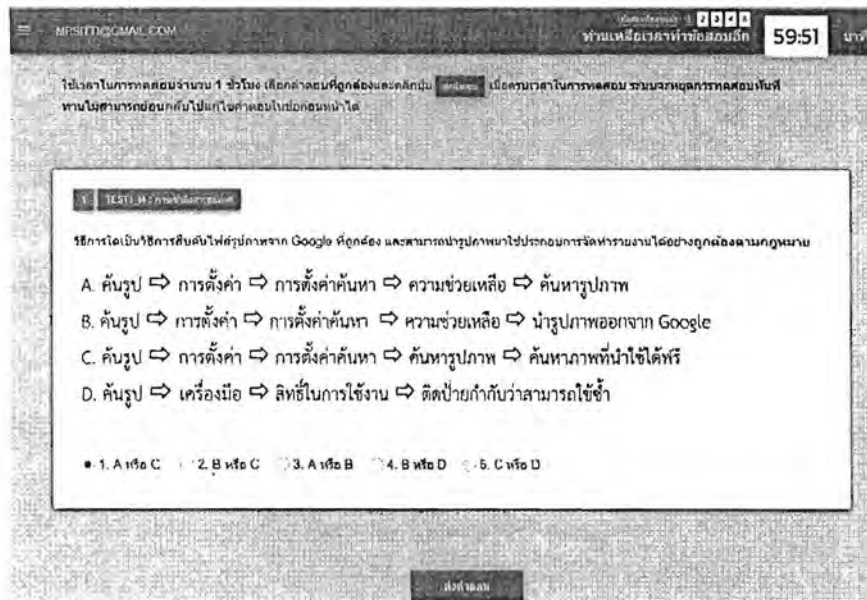 MRSITTI@GMAIL.COM
2 3 4 5
ท่านเหลือเวลาทำข้อสอบอีก 59:51 นาที
ใช้เวลาในการทดสอบจำนวน 1 ชั่วโมง เลือกคำตอบที่ถูกต้องและคลิกปุ่ม ส่งคำตอบ เมื่อครบเวลาในการทดสอบ ระบบจะหยุดการทดสอบทันที
ท่านไม่สามารถย้อนกลับไปแก้ไขคำตอบในข้อก่อนหน้าได้
1
วิธีการใดเป็นวิธีการสืบค้นไฟล์รูปภาพจาก Google ที่ถูกต้อง และสามารถนำรูปภาพมาใช้ประกอบการจัดทำรายงานได้อย่างถูกต้องตามกฎหมาย
A. ค้นรูป ⇨ การตั้งค่า ⇨ การตั้งค่าค้นหา ⇨ ความช่วยเหลือ ⇨ ค้นหารูปภาพ
B. ค้นรูป ⇨ การตั้งค่า ⇨ การตั้งค่าค้นหา ⇨ ความช่วยเหลือ ⇨ นำรูปภาพออกจาก Google
C. ค้นรูป ⇨ การตั้งค่า ⇨ การตั้งค่าค้นหา ⇨ ค้นหารูปภาพ ⇨ ค้นหาภาพที่นำใช้ได้ฟรี
D. ค้นรูป ⇨ เครื่องมือ ⇨ สิทธิ์ในการใช้งาน ⇨ ติดป้ายกำกับว่าสามารถใช้ซ้ำ
1. A หรือ C 2. B หรือ C 3. A หรือ B 4. B หรือ D 5. C หรือ D
ส่งคำตอบ